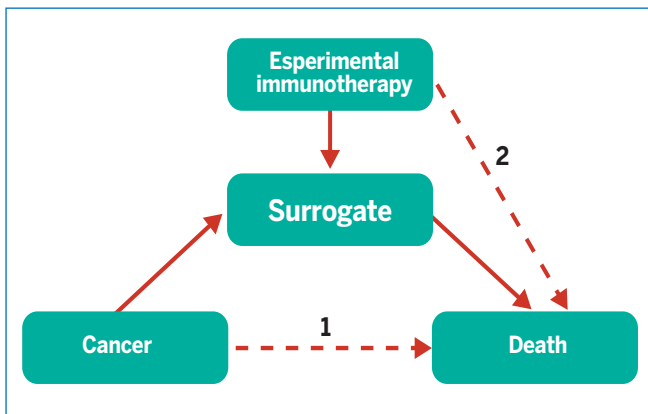 Esperimental
immunotherapy
2
Surrogate
1
Cancer
Death